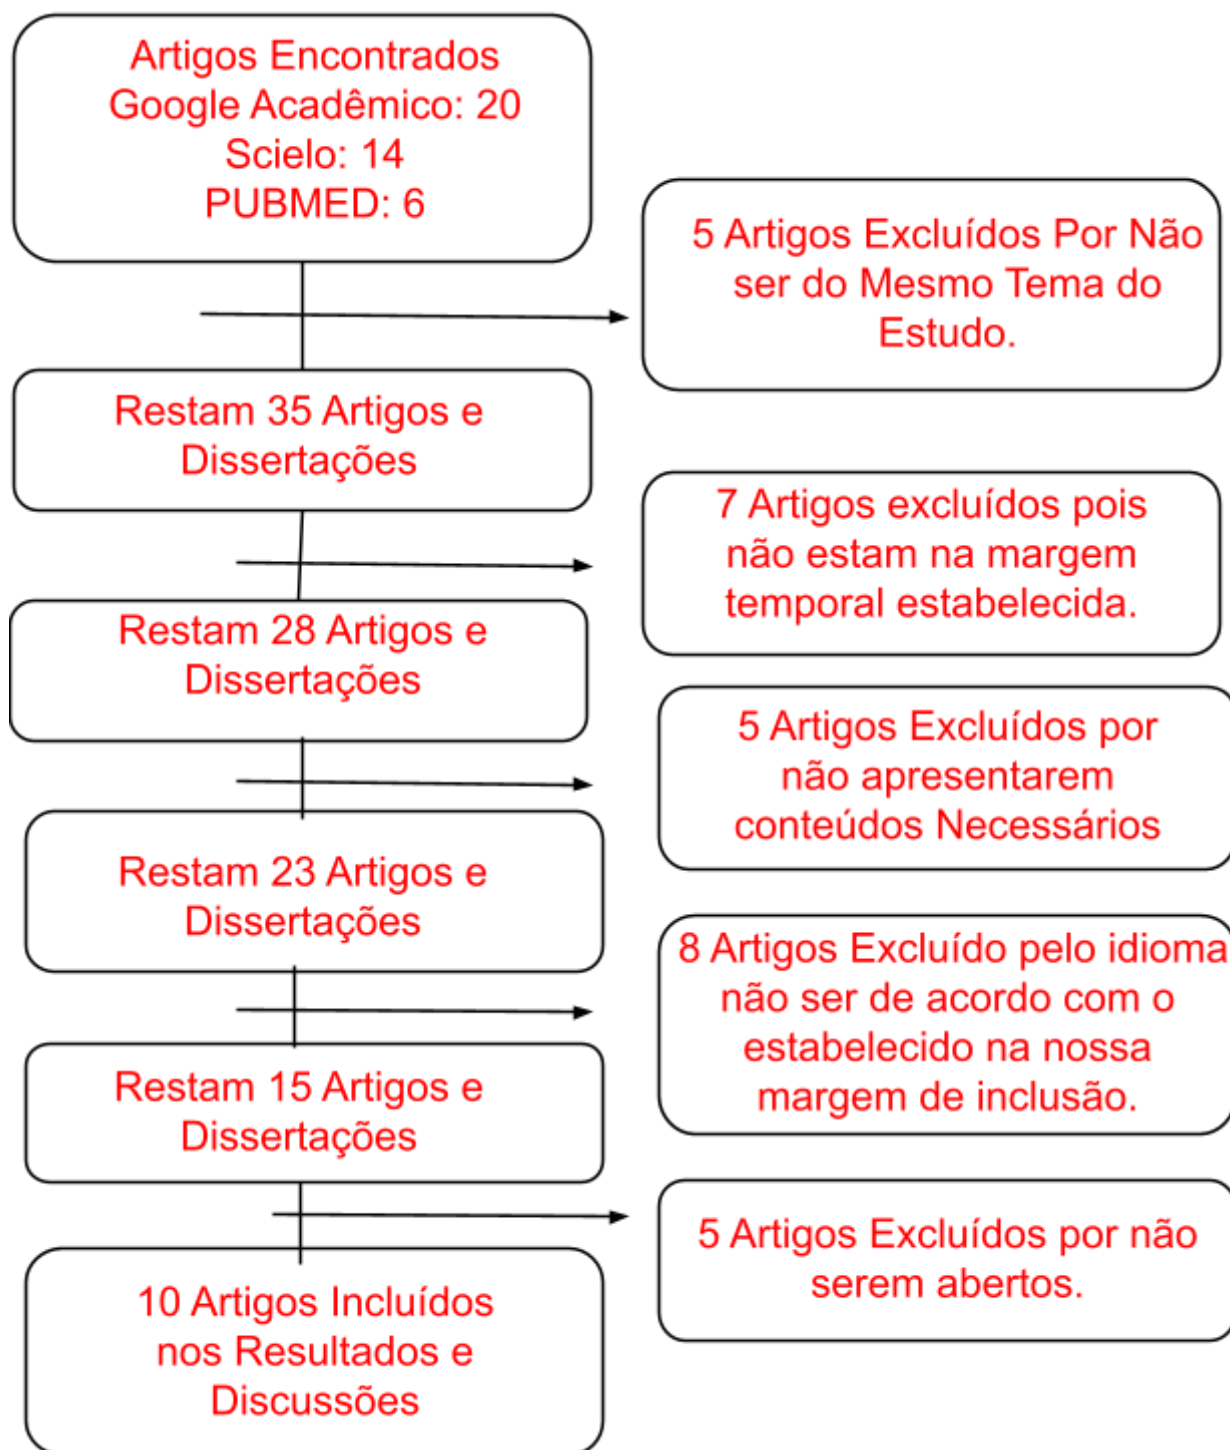 Artigos Encontrados
Google Acadêmico: 20
Scielo: 14
PUBMED: 6
5 Artigos Excluídos Por Não
ser do Mesmo Tema do
Estudo.
Restam 35 Artigos e
Dissertações
7 Artigos excluídos pois
não estam na margem
temporal estabelecida.
Restam 28 Artigos e
Dissertações
5 Artigos Excluídos por
não apresentarem
conteúdos Necessários
Restam 23 Artigos e
Dissertações
8 Artigos Excluído pelo idioma
não ser de acordo com o
estabelecido na nossa
margem de inclusão.
Restam 15 Artigos e
Dissertações
5 Artigos Excluídos por não
serem abertos.
10 Artigos Incluídos
nos Resultados e
Discussões